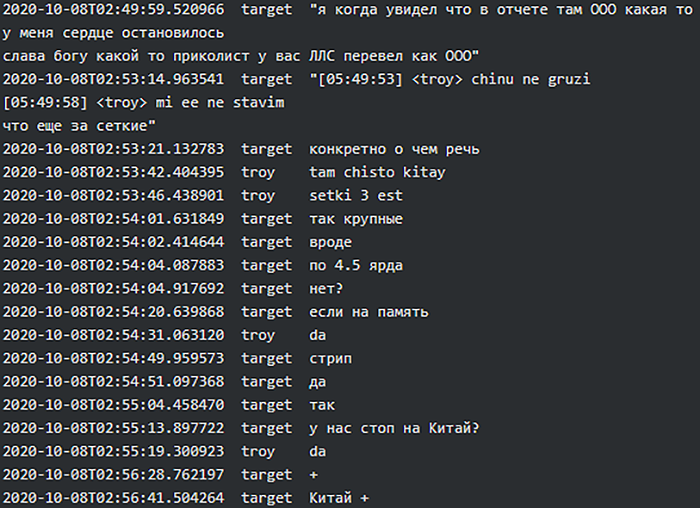 2020-10-08T02:49:59.520966 target "я когда увидел что в отчете там ООО какая то
у меня сердце остановилось
слава богу какой то приколист у вас ЛЛС перевел как ООО"
2020-10-08T02:53:14.963541 target "[05:49:53] <troy> chinu ne gruzi
[05:49:58] <troy> mi ee ne stavim
что еще за сеткие"
2020-10-08T02:53:21.132783 target конкретно о чем речь
2020-10-08T02:53:42.404395 troy tam chisto kitay
2020-10-08T02:53:46.438901 troy setki 3 est
2020-10-08T02:54:01.631849 target так крупные
2020-10-08T02:54:02.414644 target вроде
2020-10-08T02:54:04.087883 target по 4.5 ярда
2020-10-08T02:54:04.917692 target нет?
2020-10-08T02:54:20.639868 target если на память
2020-10-08T02:54:31.063120 troy da
2020-10-08T02:54:49.959573 target стрип
2020-10-08T02:54:51.097368 target да
2020-10-08T02:55:04.458470 target так
2020-10-08T02:55:13.897722 target у нас стоп на Китай?
2020-10-08T02:55:19.300923 troy da
2020-10-08T02:56:28.762197 target +
2020-10-08T02:56:41.504264 target Китай +